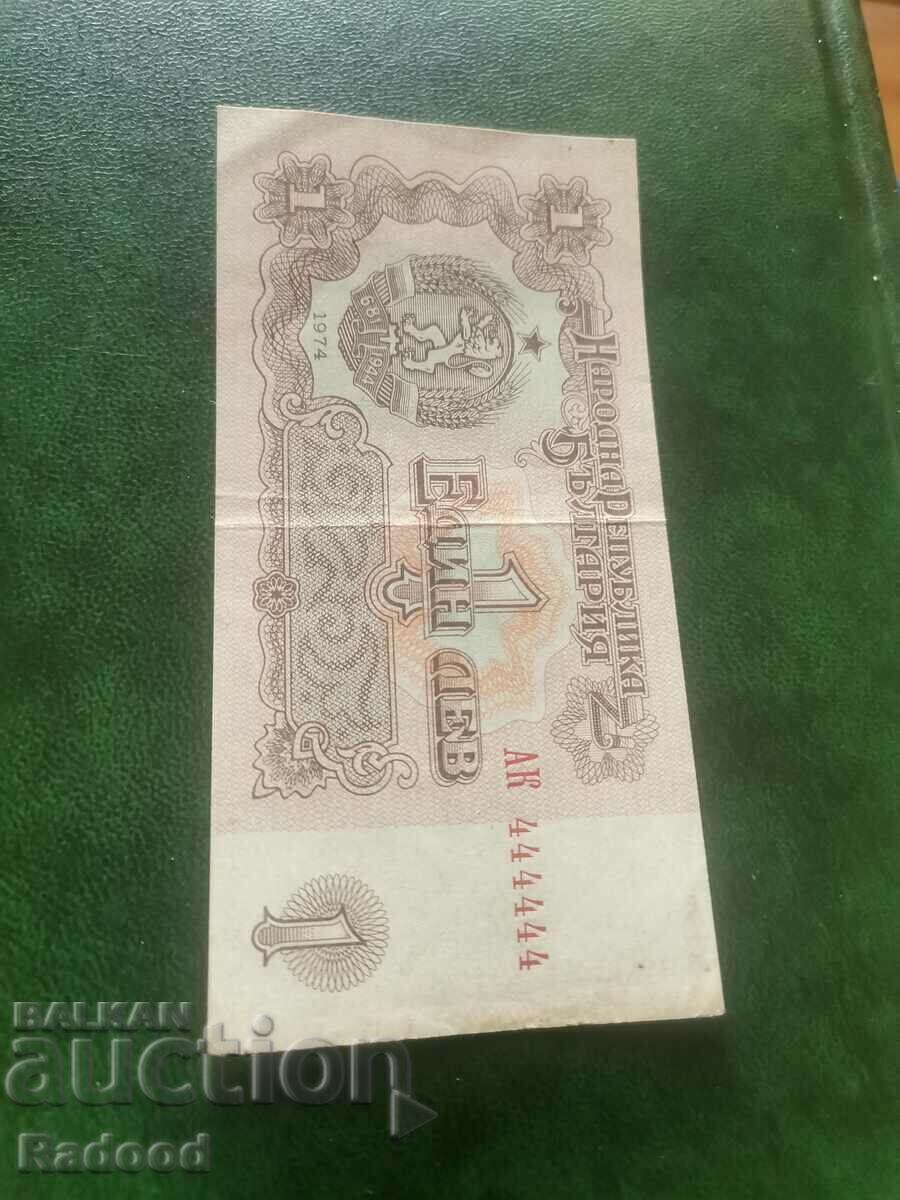 НАРОДНА РЕПУБЛИКА
БЪЛГАРИЯ
1
1
681 1944
1974
1
ЕДИН ЛЕВ
АК 444444
1
BALKAN
auction
Radood